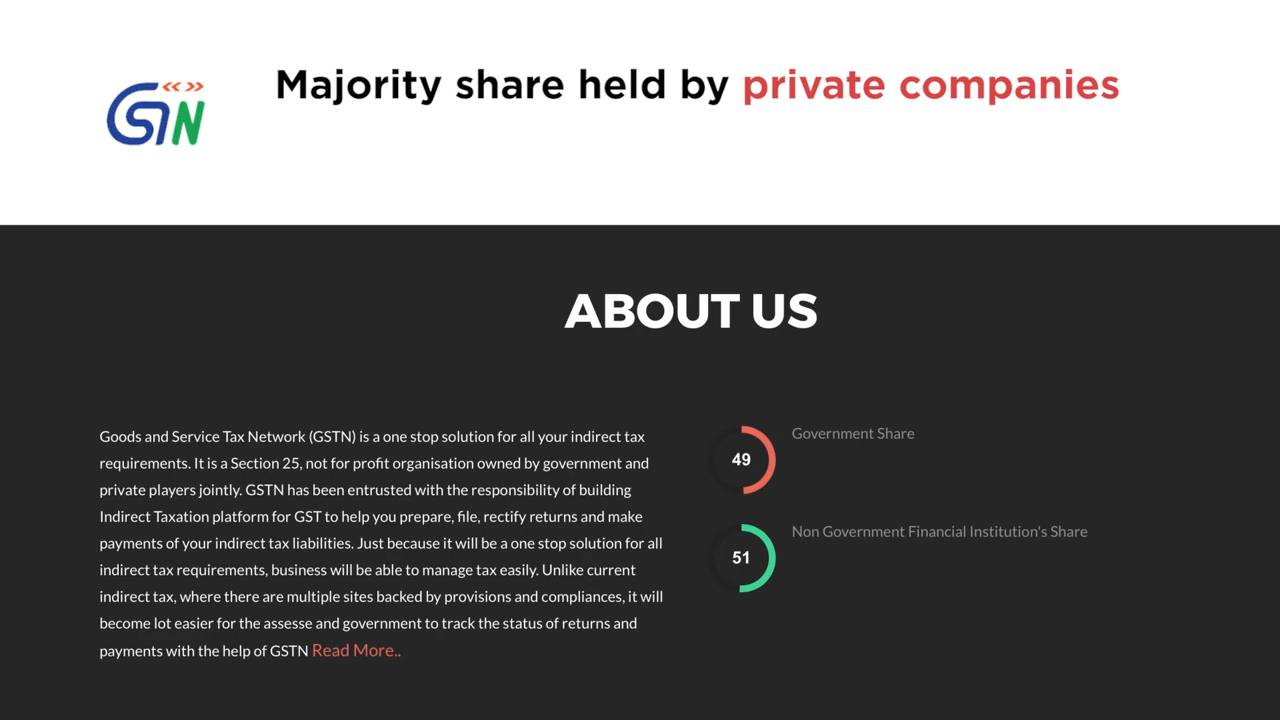 GSTN
Majority share held by private companies
ABOUT US
Goods and Service Tax Network (GSTN) is a one stop solution for all your indirect tax
requirements. It is a Section 25, not for profit organisation owned by government and
private players jointly. GSTN has been entrusted with the responsibility of building
Indirect Taxation platform for GST to help you prepare, file, rectify returns and make
payments of your indirect tax liabilities. Just because it will be a one stop solution for all
indirect tax requirements, business will be able to manage tax easily. Unlike current
indirect tax, where there are multiple sites backed by provisions and compliances, it will
become lot easier for the assesse and government to track the status of returns and
payments with the help of GSTN Read More..
49
Government Share
51
Non Government Financial Institution's Share